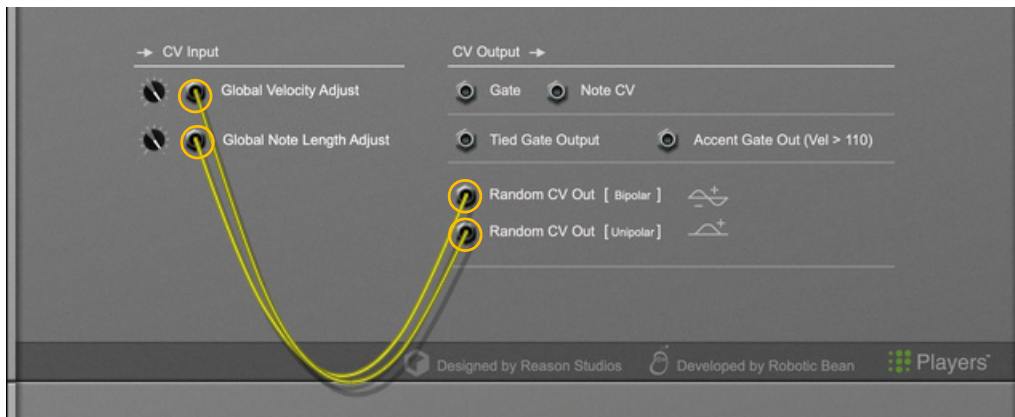 → CV Input
Global Velocity Adjust
Global Note Length Adjust
CV Output →
Gate
Note CV
Tied Gate Output
Accent Gate Out (Vel > 110)
Random CV Out [ Bipolar ]
Random CV Out [ Unipolar ]
Designed by Reason Studios
Developed by Robotic Bean
Players